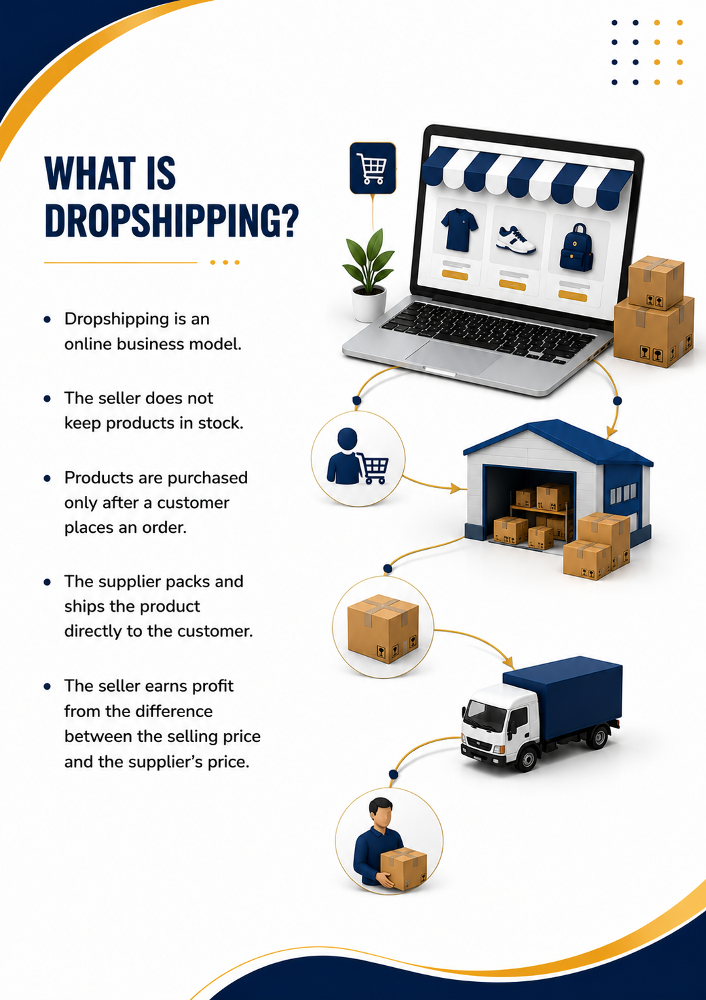 WHAT IS
DROPSHIPPING?
• Dropshipping is an
online business model.
• The seller does not
keep products in stock.
• Products are purchased
only after a customer
places an order.
• The supplier packs and
ships the product
directly to the customer.
• The seller earns profit
from the difference
between the selling price
and the supplier’s price.